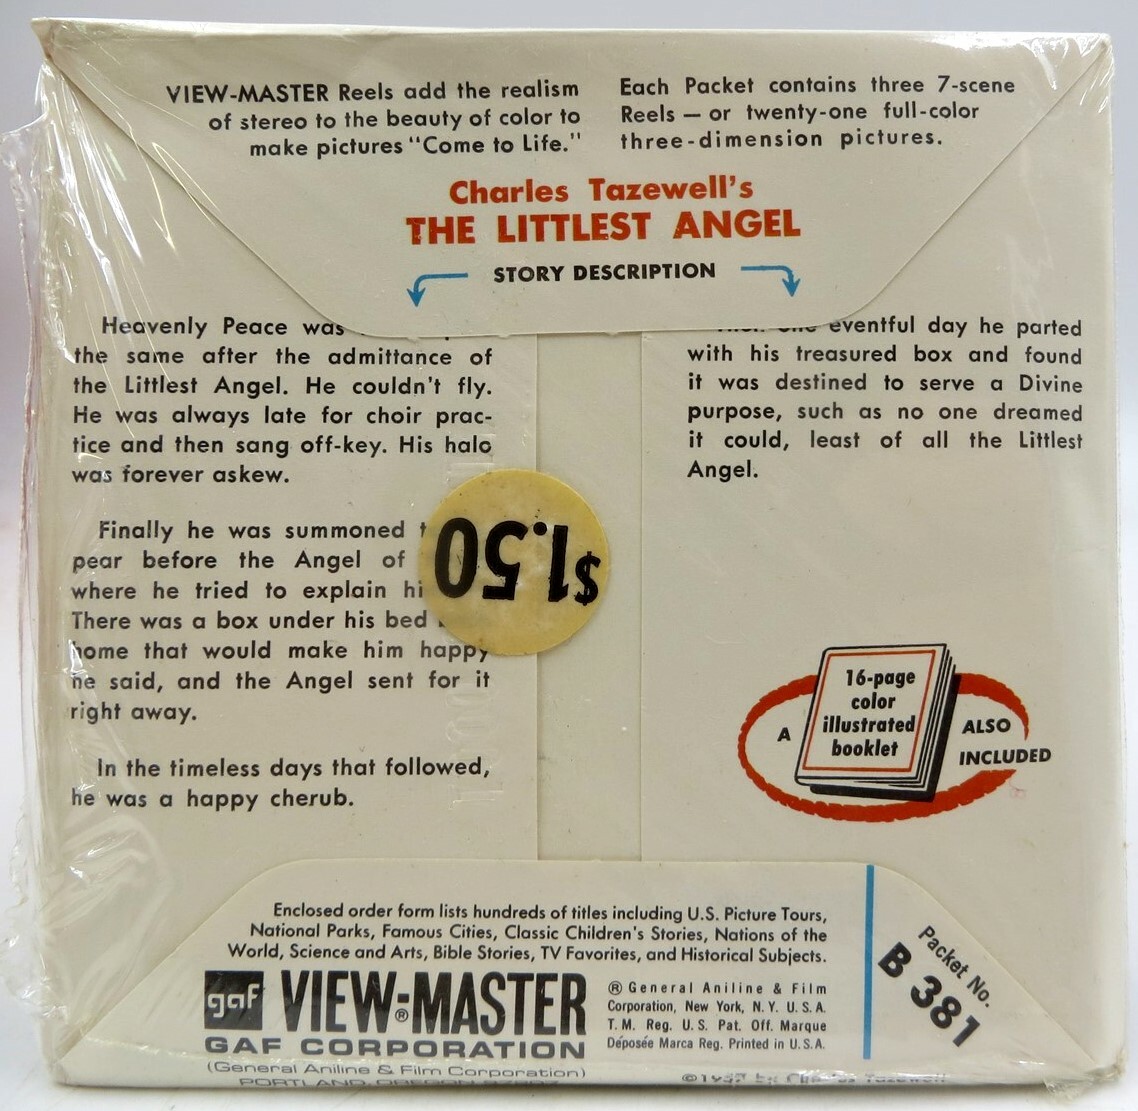 VIEW-MASTER Reels add the realism
of stereo to the beauty of color to
make pictures "Come to Life."
Each Packet contains three 7-scene
Reels — or twenty-one full-color
three-dimension pictures.
Charles Tazewell's
THE LITTLEST ANGEL
STORY DESCRIPTION
Heavenly Peace was
the same after the admittance of
the Littlest Angel. He couldn't fly.
He was always late for choir prac-
tice and then sang off-key. His halo
was forever askew.
Finally he was summoned
pear before the Angel of
where he tried to explain
There was a box under his bed
home that would make him happy
he said, and the Angel sent for it
right away.
In the timeless days that followed,
he was a happy cherub.
eventful day he parted
with his treasured box and found
it was destined to serve a Divine
purpose, such as no one dreamed
it could, least of all the Littlest
Angel.
$1.50
A
16-page
color
illustrated
booklet
ALSO
INCLUDED
Enclosed order form lists hundreds of titles including U.S. Picture Tours,
National Parks, Famous Cities, Classic Children's Stories, Nations of the
World, Science and Arts, Bible Stories, TV Favorites, and Historical Subjects.
gaf VIEW-MASTER®
GAF CORPORATION
(General Aniline & Film Corporation)
PORTLAND, OREGON
® General Aniline & Film
Corporation, New York, N.Y. U.S.A.
T.M. Reg. U.S. Pat. Off. Marque
Déposée Marca Reg. Printed in U.S.A.
Packet No.
B 381
by Charles Tazewell